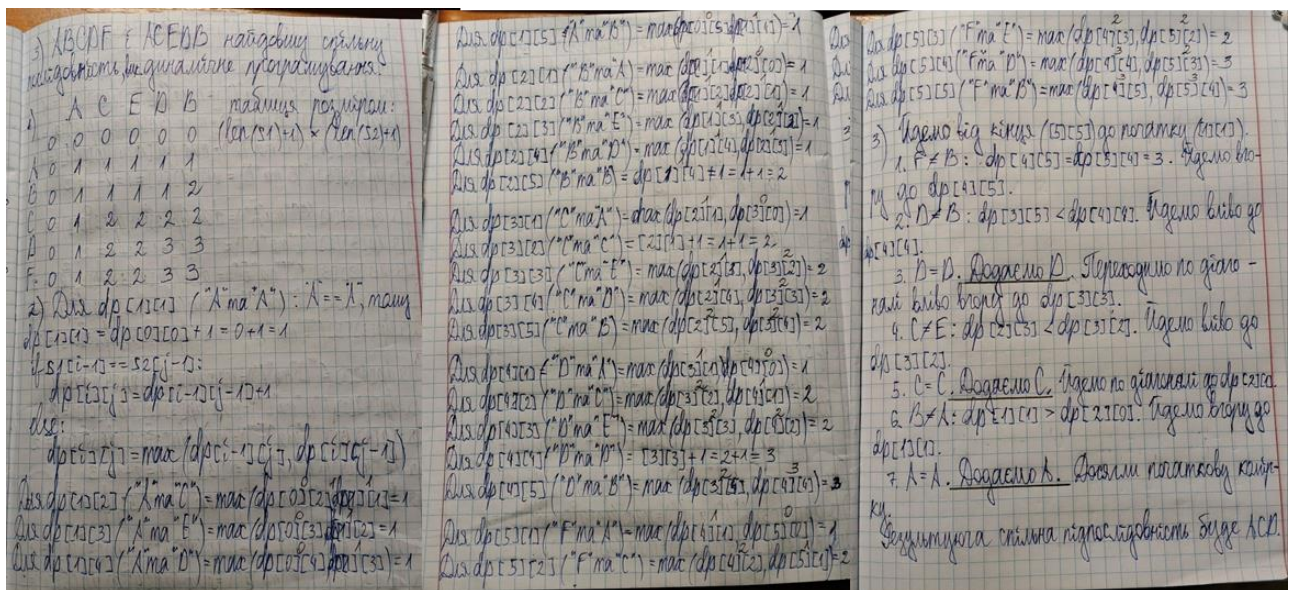 3) ABCDF і ACEDB найдовшу спільну
послідовність, динамічне програмування.
1) A C E D B таблиця розміром:
0 0 0 0 0 0 (len(s1)+1) × (len(s2)+1)
A 0 1 1 1 1 1
B 0 1 1 1 1 2
C 0 1 2 2 2 2
D 0 1 2 2 3 3
F 0 1 2 2 3 3
2) Для dp[1][1] ("A" та "A"): "A" == "A", тому
dp[1][1] = dp[0][0] + 1 = 0+1 = 1
if s1[i-1] == s2[j-1]:
dp[i][j] = dp[i-1][j-1]+1
else:
dp[i][j] = max(dp[i-1][j], dp[i][j-1])
Для dp[1][2] ("A" та "C") = max(dp[0][2], dp[1][1]) = 1
Для dp[1][3] ("A" та "E") = max(dp[0][3], dp[1][2]) = 1
Для dp[1][4] ("A" та "D") = max(dp[0][4], dp[1][3]) = 1
Для dp[1][5] ("A" та "B") = max(dp[0][5], dp[1][4]) = 1
Для dp[2][1] ("B" та "A") = max(dp[1][1], dp[2][0]) = 1
Для dp[2][2] ("B" та "C") = max(dp[1][2], dp[2][1]) = 1
Для dp[2][3] ("B" та "E") = max(dp[1][3], dp[2][2]) = 1
Для dp[2][4] ("B" та "D") = max(dp[1][4], dp[2][3]) = 1
Для dp[2][5] ("B" та "B") = dp[1][4] + 1 = 1+1 = 2
Для dp[3][1] ("C" та "A") = max(dp[2][1], dp[3][0]) = 1
Для dp[3][2] ("C" та "C") = [2][1]+1 = 1+1 = 2
Для dp[3][3] ("C" та "E") = max(dp[2][3], dp[3][2]) = 2
Для dp[3][4] ("C" та "D") = max(dp[2][4], dp[3][3]) = 2
Для dp[3][5] ("C" та "B") = max(dp[2][5], dp[3][4]) = 2
Для dp[4][1] ("D" та "A") = max(dp[3][1], dp[4][0]) = 1
Для dp[4][2] ("D" та "C") = max(dp[3][2], dp[4][1]) = 2
Для dp[4][3] ("D" та "E") = max(dp[3][3], dp[4][2]) = 2
Для dp[4][4] ("D" та "D") = [3][3]+1 = 2+1 = 3
Для dp[4][5] ("D" та "B") = max(dp[3][5], dp[4][4]) = 3
Для dp[5][1] ("F" та "A") = max(dp[4][1], dp[5][0]) = 1
Для dp[5][2] ("F" та "C") = max(dp[4][2], dp[5][1]) = 2
Для dp[5][3] ("F" та "E") = max(dp[4][3], dp[5][2]) = 2
Для dp[5][4] ("F" та "D") = max(dp[4][4], dp[5][3]) = 3
Для dp[5][5] ("F" та "B") = max(dp[4][5], dp[5][4]) = 3
3) Йдемо від кінця ([5][5]) до початку ([1][1]).
1. F ≠ B: dp[4][5] = dp[5][4] = 3. Йдемо вго-
ру до dp[4][5].
2. D ≠ B: dp[3][5] < dp[4][4]. Йдемо вліво до
dp[4][4].
3. D = D. Додаємо D. Переходимо по діаго-
налі вліво вгору до dp[3][3].
4. C ≠ E: dp[2][3] < dp[3][2]. Йдемо вліво до
dp[3][2].
5. C = C. Додаємо C. Йдемо по діагоналі до dp[2][1].
6. B ≠ A: dp[1][1] > dp[2][0]. Йдемо вгору до
dp[1][1].
7. A = A. Додаємо A. Досягли початкову комір-
ку.
Результуюча спільна підпослідовність буде ACD.